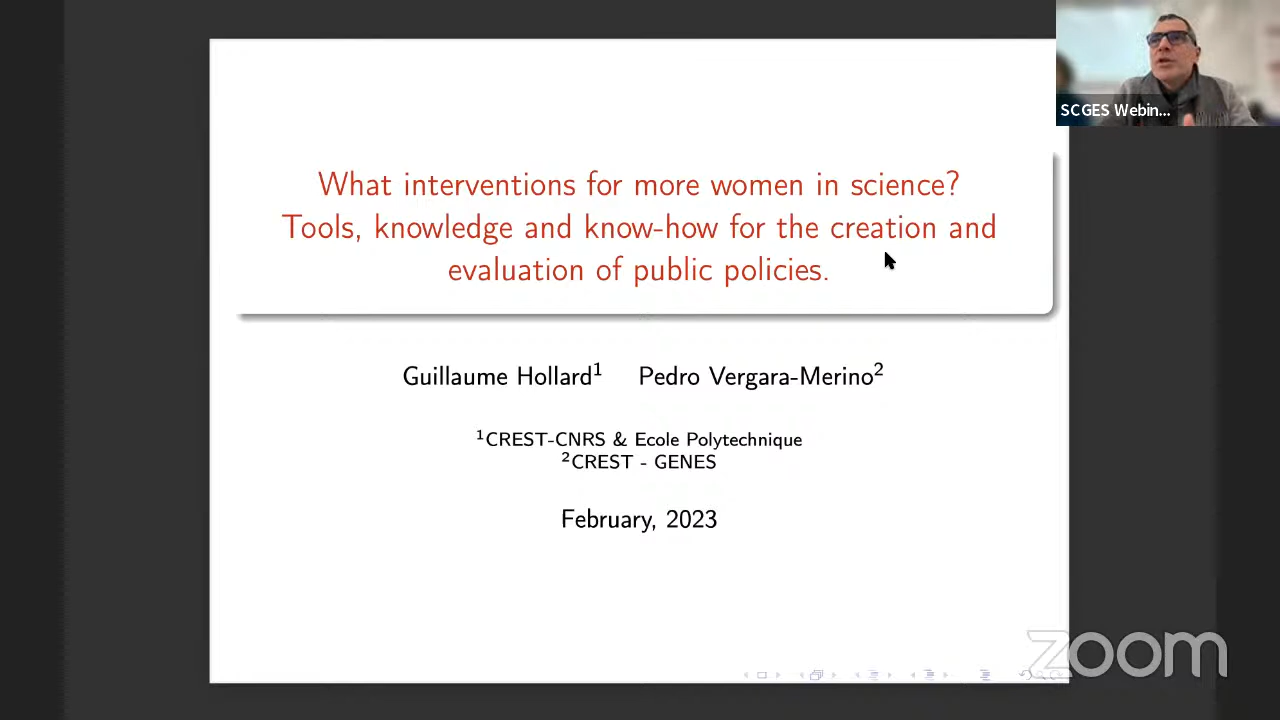 SCGES Webin...
What interventions for more women in science?
Tools, knowledge and know-how for the creation and
evaluation of public policies.
Guillaume Hollard¹ Pedro Vergara-Merino²
¹CREST-CNRS & Ecole Polytechnique
²CREST - GENES
February, 2023
zoom